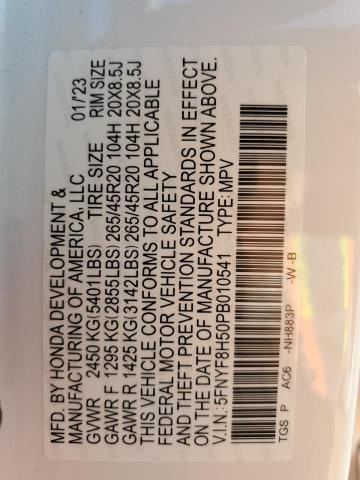 MFD. BY HONDA DEVELOPMENT &
MANUFACTURING OF AMERICA, LLC 01/'23
GVWR 2450 KG(5401LBS) TIRE SIZE RIM SIZE
GAWR F 1295 KG(2855LBS) 265/45R20 104H 20X8.5J
GAWR R 1425 KG(3142LBS) 265/45R20 104H 20X8.5J
THIS VEHICLE CONFORMS TO ALL APPLICABLE
FEDERAL MOTOR VEHICLE SAFETY
AND THEFT PREVENTION STANDARDS IN EFFECT
ON THE DATE OF MANUFACTURE SHOWN ABOVE.
V.I.N.: 5FNYF8H50PB010541 TYPE: MPV
TGS P AC6 -NH883P -W -B